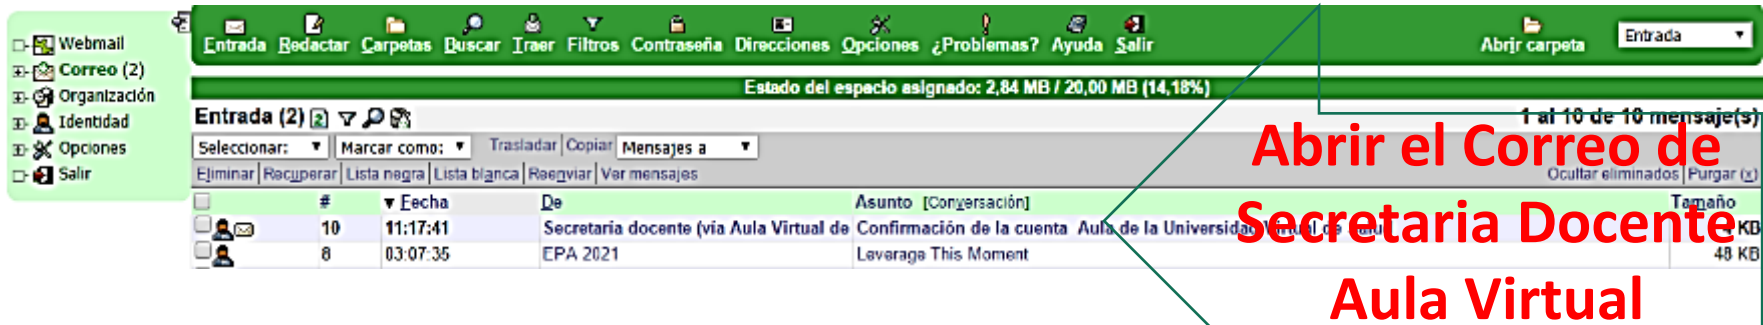 Webmail
Correo (2)
Organización
Identidad
Opciones
Salir
Entrada Redactar Carpetas Buscar Traer Filtros Contraseña Direcciones Opciones ¿Problemas? Ayuda Salir
Abrir carpeta Entrada
Estado del espacio asignado: 2,84 MB / 20,00 MB (14,18%)
Entrada (2) 1 al 10 de 10 mensaje(s)
Seleccionar: Marcar como: Trasladar Copiar Mensajes a
Eliminar Recuperar Lista negra Lista blanca Reenviar Ver mensajes Ocultar eliminados Purgar (x)
# Fecha De Asunto [Conversación] Tamaño
10 11:17:41 Secretaria docente (vía Aula Virtual de Confirmación de la cuenta Aula de la Universidad Virtual de KB
8 03:07:35 EPA 2021 Leverage This Moment 48 KB
Abrir el Correo de
Secretaria Docente
Aula Virtual